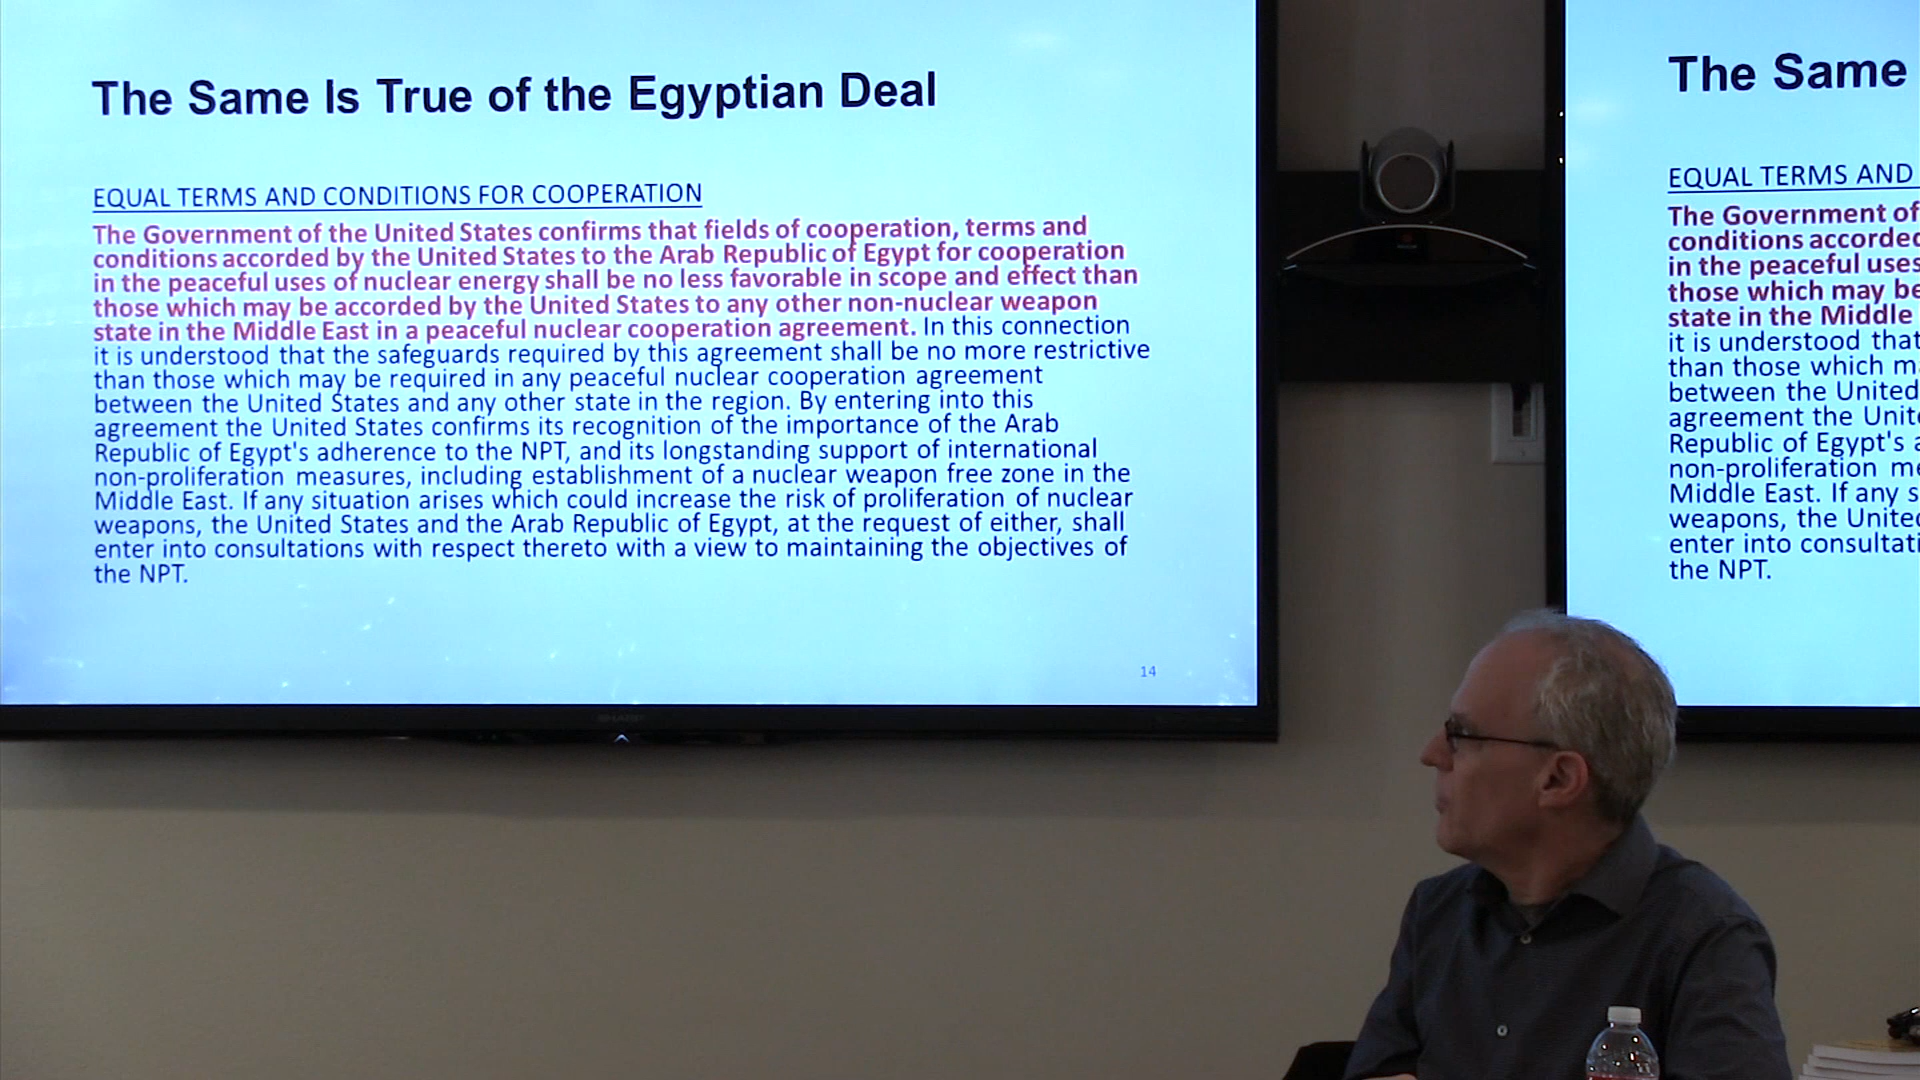 The Same Is True of the Egyptian Deal
EQUAL TERMS AND CONDITIONS FOR COOPERATION
The Government of the United States confirms that fields of cooperation, terms and
conditions accorded by the United States to the Arab Republic of Egypt for cooperation
in the peaceful uses of nuclear energy shall be no less favorable in scope and effect than
those which may be accorded by the United States to any other non-nuclear weapon
state in the Middle East in a peaceful nuclear cooperation agreement. In this connection
it is understood that the safeguards required by this agreement shall be no more restrictive
than those which may be required in any peaceful nuclear cooperation agreement
between the United States and any other state in the region. By entering into this
agreement the United States confirms its recognition of the importance of the Arab
Republic of Egypt's adherence to the NPT, and its longstanding support of international
non-proliferation measures, including establishment of a nuclear weapon free zone in the
Middle East. If any situation arises which could increase the risk of proliferation of nuclear
weapons, the United States and the Arab Republic of Egypt, at the request of either, shall
enter into consultations with respect thereto with a view to maintaining the objectives of
the NPT.
14
SHARP
The Same
EQUAL TERMS AND
The Government of
conditions accorded
in the peaceful uses
those which may be
state in the Middle
it is understood that
than those which
between the United
agreement the
Republic of Egypt's
non-proliferation
Middle East. If any
weapons, the
enter into
the NPT.